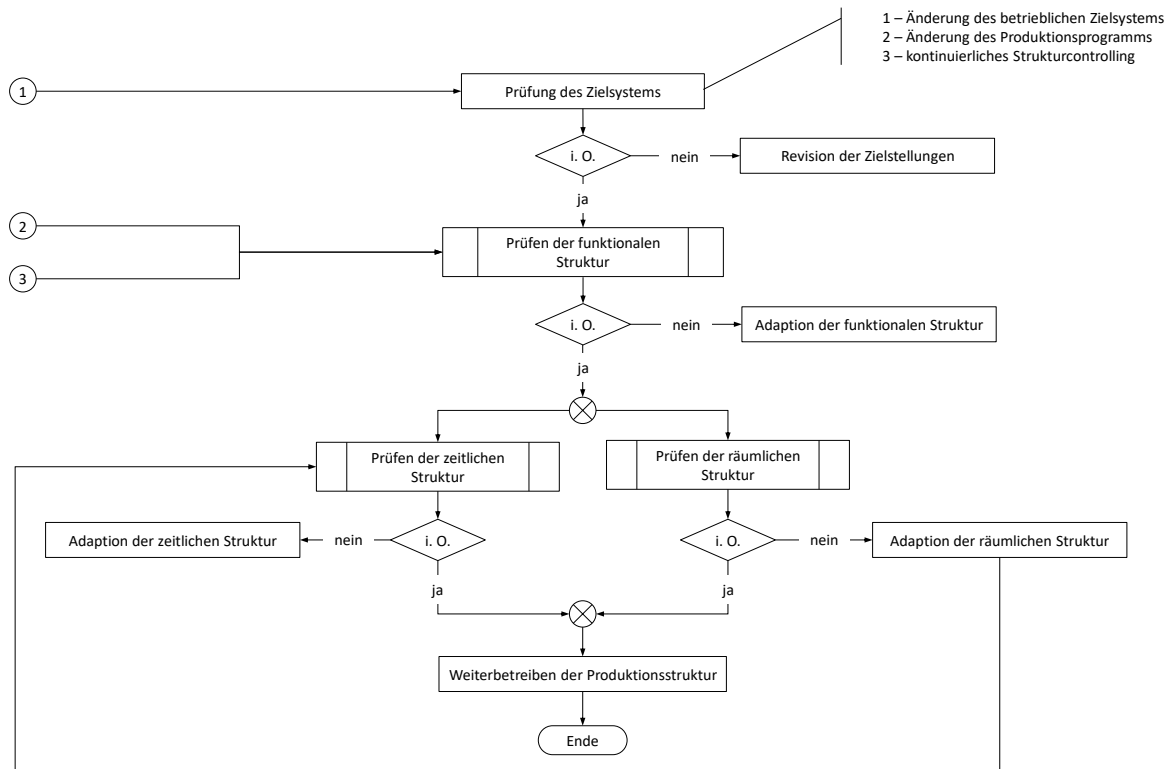 1 – Änderung des betrieblichen Zielsystems
2 – Änderung des Produktionsprogramms
3 – kontinuierliches Strukturcontrolling
1
Prüfung des Zielsystems
i. O.
nein
Revision der Zielstellungen
ja
2
3
Prüfen der funktionalen
Struktur
i. O.
nein
Adaption der funktionalen Struktur
ja
Prüfen der zeitlichen
Struktur
Prüfen der räumlichen
Struktur
Adaption der zeitlichen Struktur
nein
i. O.
i. O.
nein
Adaption der räumlichen Struktur
ja
ja
Weiterbetreiben der Produktionsstruktur
Ende